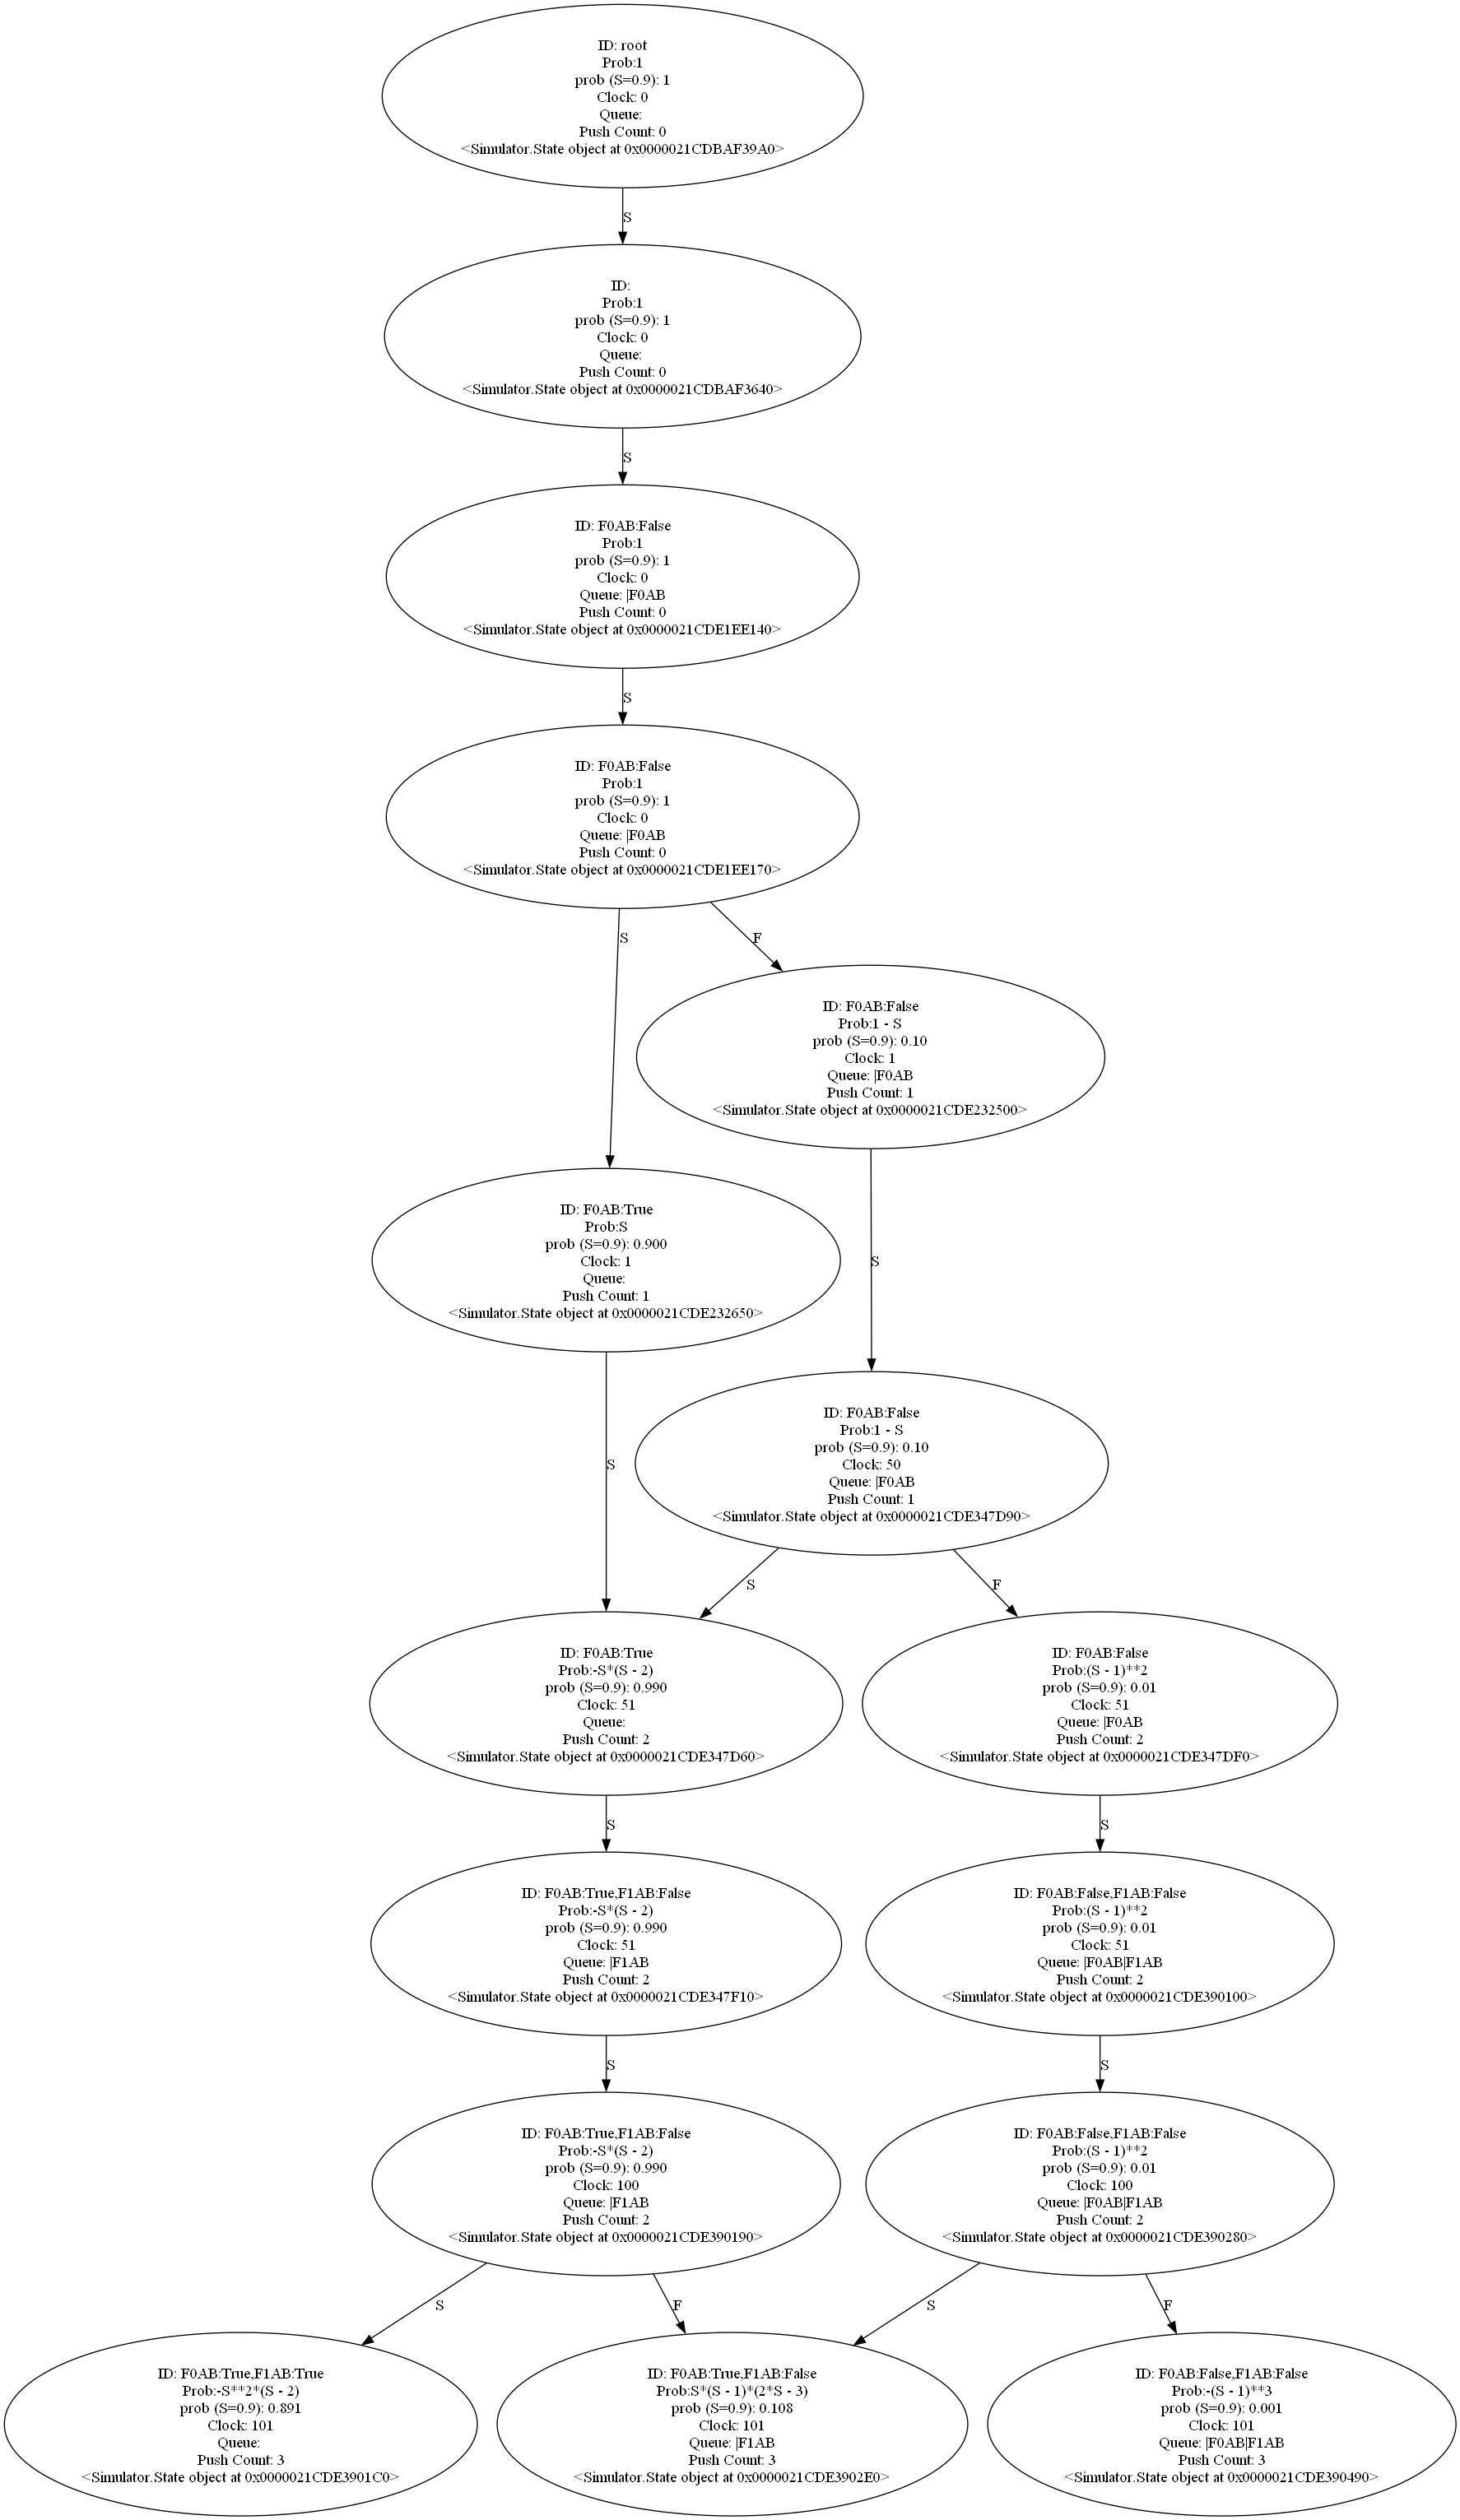 ID: root
Prob:1
prob (S=0.9): 1
Clock: 0
Queue:
Push Count: 0
<Simulator.State object at 0x0000021CDBAF39A0>
S
ID:
Prob:1
prob (S=0.9): 1
Clock: 0
Queue:
Push Count: 0
<Simulator.State object at 0x0000021CDBAF3640>
S
ID: F0AB:False
Prob:1
prob (S=0.9): 1
Clock: 0
Queue: |F0AB
Push Count: 0
<Simulator.State object at 0x0000021CDE1EE140>
S
ID: F0AB:False
Prob:1
prob (S=0.9): 1
Clock: 0
Queue: |F0AB
Push Count: 0
<Simulator.State object at 0x0000021CDE1EE170>
S
F
ID: F0AB:False
Prob:1 - S
prob (S=0.9): 0.10
Clock: 1
Queue: |F0AB
Push Count: 1
<Simulator.State object at 0x0000021CDE232500>
ID: F0AB:True
Prob:S
prob (S=0.9): 0.900
Clock: 1
Queue:
Push Count: 1
<Simulator.State object at 0x0000021CDE232650>
S
ID: F0AB:False
Prob:1 - S
prob (S=0.9): 0.10
Clock: 50
Queue: |F0AB
Push Count: 1
<Simulator.State object at 0x0000021CDE347D90>
S
S
F
ID: F0AB:True
Prob:-S*(S - 2)
prob (S=0.9): 0.990
Clock: 51
Queue:
Push Count: 2
<Simulator.State object at 0x0000021CDE347D60>
ID: F0AB:False
Prob:(S - 1)**2
prob (S=0.9): 0.01
Clock: 51
Queue: |F0AB
Push Count: 2
<Simulator.State object at 0x0000021CDE347DF0>
S
S
ID: F0AB:True,F1AB:False
Prob:-S*(S - 2)
prob (S=0.9): 0.990
Clock: 51
Queue: |F1AB
Push Count: 2
<Simulator.State object at 0x0000021CDE347F10>
ID: F0AB:False,F1AB:False
Prob:(S - 1)**2
prob (S=0.9): 0.01
Clock: 51
Queue: |F0AB|F1AB
Push Count: 2
<Simulator.State object at 0x0000021CDE390100>
S
S
ID: F0AB:True,F1AB:False
Prob:-S*(S - 2)
prob (S=0.9): 0.990
Clock: 100
Queue: |F1AB
Push Count: 2
<Simulator.State object at 0x0000021CDE390190>
ID: F0AB:False,F1AB:False
Prob:(S - 1)**2
prob (S=0.9): 0.01
Clock: 100
Queue: |F0AB|F1AB
Push Count: 2
<Simulator.State object at 0x0000021CDE390280>
S
F
S
F
ID: F0AB:True,F1AB:True
Prob:-S**2*(S - 2)
prob (S=0.9): 0.891
Clock: 101
Queue:
Push Count: 3
<Simulator.State object at 0x0000021CDE3901C0>
ID: F0AB:True,F1AB:False
Prob:S*(S - 1)*(2*S - 3)
prob (S=0.9): 0.108
Clock: 101
Queue: |F1AB
Push Count: 3
<Simulator.State object at 0x0000021CDE3902E0>
ID: F0AB:False,F1AB:False
Prob:-(S - 1)**3
prob (S=0.9): 0.001
Clock: 101
Queue: |F0AB|F1AB
Push Count: 3
<Simulator.State object at 0x0000021CDE390490>